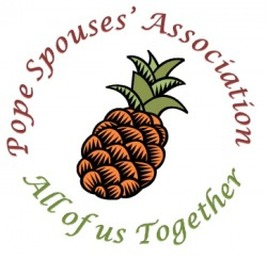 Pope Spouses' Association
All of us Together